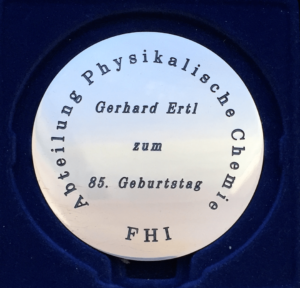 Abteilung Physikalische Chemie
Gerhard Ertl
zum
85. Geburtstag
FHI